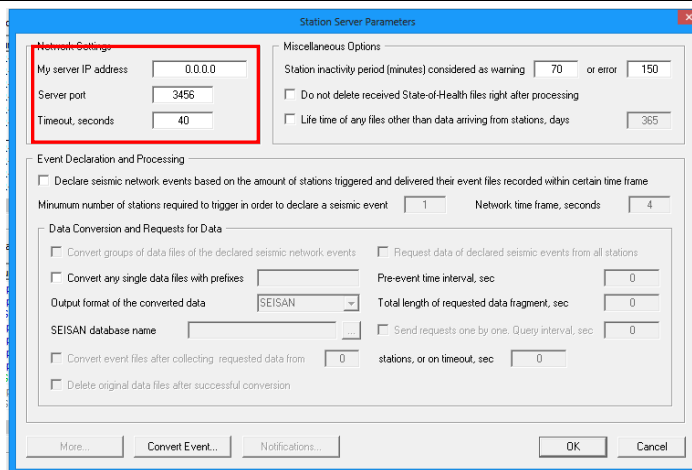 Station Server Parameters
Network Settings
My server IP address 0.0.0.0
Server port 3456
Timeout, seconds 40
Miscellaneous Options
Station inactivity period (minutes) considered as warning 70 or error 150
Do not delete received State-of-Health files right after processing
Life time of any files other than data arriving from stations, days 365
Event Declaration and Processing
Declare seismic network events based on the amount of stations triggered and delivered their event files recorded within certain time frame
Minumum number of stations required to trigger in order to declare a seismic event 1 Network time frame, seconds 4
Data Conversion and Requests for Data
Convert groups of data files of the declared seismic network events
Request data of declared seismic events from all stations
Convert any single data files with prefixes
Pre-event time interval, sec 0
Output format of the converted data SEISAN
Total length of requested data fragment, sec 0
SEISAN database name ...
Send requests one by one. Query interval, sec 0
Convert event files after collecting requested data from 0 stations, or on timeout, sec 0
Delete original data files after successful conversion
More... Convert Event... Notifications... OK Cancel